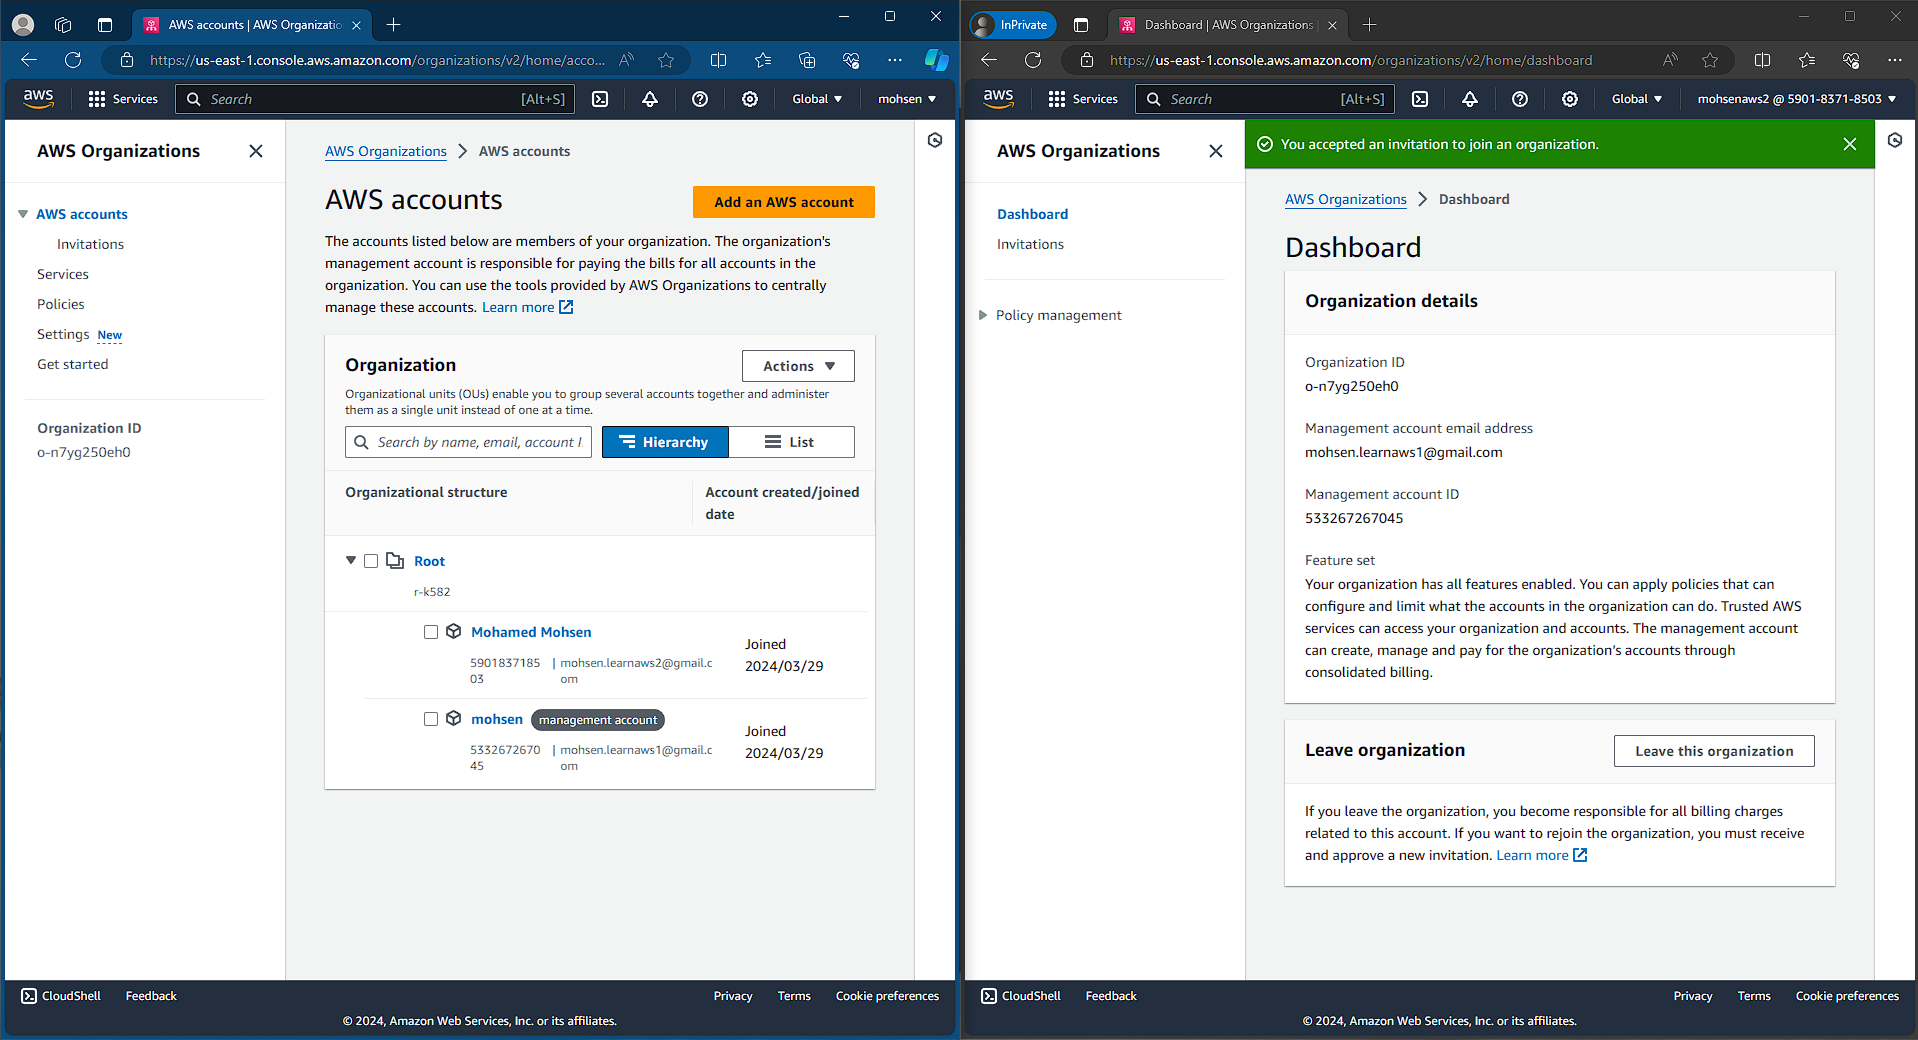 AWS accounts | AWS Organizatio
https://us-east-1.console.aws.amazon.com/organizations/v2/home/acco...
aws
Services
Search
[Alt+S]
Global
mohsen
AWS Organizations
AWS accounts
Invitations
Services
Policies
Settings New
Get started
Organization ID
o-n7yg250eh0
AWS Organizations > AWS accounts
AWS accounts
Add an AWS account
The accounts listed below are members of your organization. The organization's
management account is responsible for paying the bills for all accounts in the
organization. You can use the tools provided by AWS Organizations to centrally
manage these accounts. Learn more
Organization
Actions
Organizational units (OUs) enable you to group several accounts together and administer
them as a single unit instead of one at a time.
Search by name, email, account I
Hierarchy
List
Organizational structure
Account created/joined
date
Root
r-k582
Mohamed Mohsen
5901837185
03
| mohsen.learnaws2@gmail.c
om
Joined
2024/03/29
mohsen management account
5332672670
45
| mohsen.learnaws1@gmail.c
om
Joined
2024/03/29
CloudShell
Feedback
Privacy
Terms
Cookie preferences
© 2024, Amazon Web Services, Inc. or its affiliates.
InPrivate
Dashboard | AWS Organizations |
https://us-east-1.console.aws.amazon.com/organizations/v2/home/dashboard
aws
Services
Search
[Alt+S]
Global
mohsenaws2 @ 5901-8371-8503
AWS Organizations
Dashboard
Invitations
Policy management
You accepted an invitation to join an organization.
AWS Organizations > Dashboard
Dashboard
Organization details
Organization ID
o-n7yg250eh0
Management account email address
mohsen.learnaws1@gmail.com
Management account ID
533267267045
Feature set
Your organization has all features enabled. You can apply policies that can
configure and limit what the accounts in the organization can do. Trusted AWS
services can access your organization and accounts. The management account
can create, manage and pay for the organization's accounts through
consolidated billing.
Leave organization
Leave this organization
If you leave the organization, you become responsible for all billing charges
related to this account. If you want to rejoin the organization, you must receive
and approve a new invitation. Learn more
CloudShell
Feedback
Privacy
Terms
Cookie preferences
© 2024, Amazon Web Services, Inc. or its affiliates.